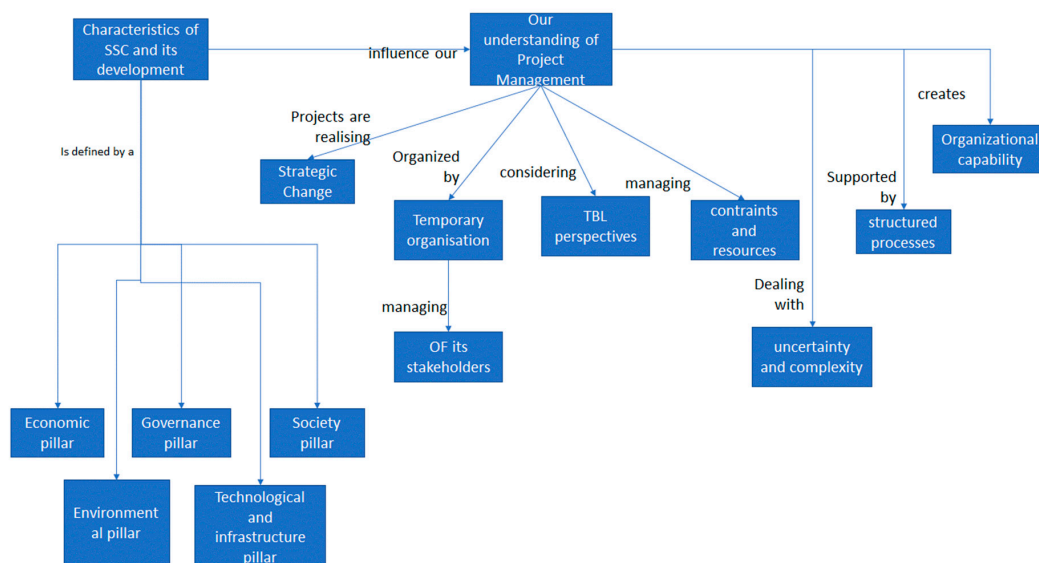 Characteristics of
SSC and its
development
influence our
Our
understanding of
Project
Management
creates
Organizational
capability
Projects are
realising
Strategic
Change
Is defined by a
Organized
by
considering
managing
Supported
by
Temporary
organisation
TBL
perspectives
contraints
and
resources
structured
processes
managing
Dealing
with
OF its
stakeholders
uncertainty
and complexity
Economic
pillar
Governance
pillar
Society
pillar
Environment
al pillar
Technological
and
infrastructure
pillar